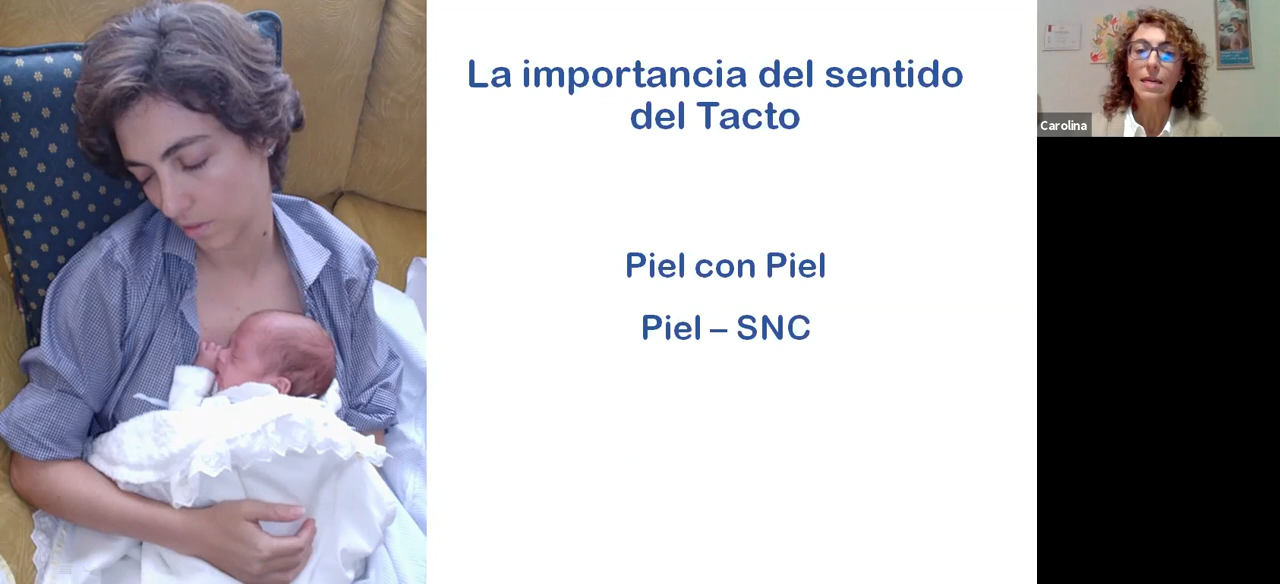 La importancia del sentido
del Tacto
Piel con Piel
Piel – SNC
Carolina